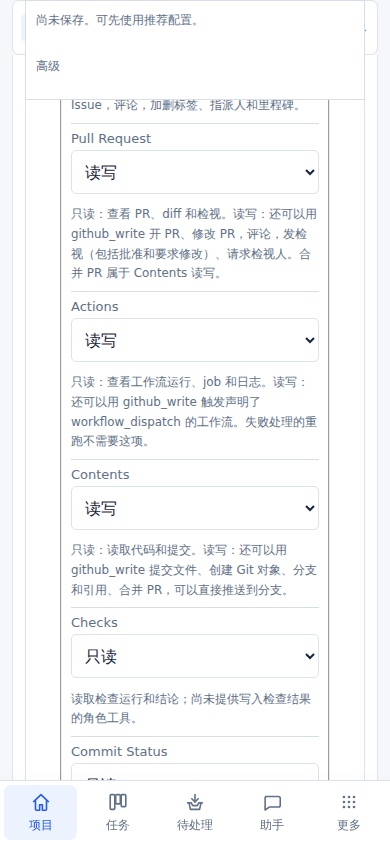 尚未保存。可先使用推荐配置。
高级
Issue，评论，加删标签、指派人和里程碑。
Pull Request
读写
只读：查看 PR、diff 和检视。读写：还可以用
github_write 开 PR、修改 PR，评论，发检
视（包括批准和要求修改）、请求检视人。合
并 PR 属于 Contents 读写。
Actions
读写
只读：查看工作流运行、job 和日志。读写：
还可以用 github_write 触发声明了
workflow_dispatch 的工作流。失败处理的重
跑不需要这项。
Contents
读写
只读：读取代码和提交。读写：还可以用
github_write 提交文件、创建 Git 对象、分支
和引用、合并 PR，可以直接推送到分支。
Checks
只读
读取检查运行和结论；尚未提供写入检查结果
的角色工具。
Commit Status
项目
任务
待处理
助手
更多